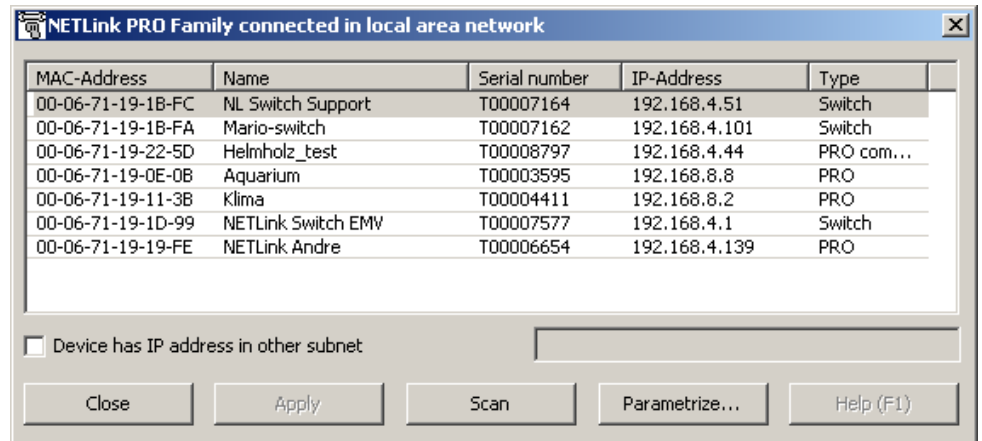 NETLink PRO Family connected in local area network
MAC-Address Name Serial number IP-Address Type
00-06-71-19-1B-FC NL Switch Support T00007164 192.168.4.51 Switch
00-06-71-19-1B-FA Mario-switch T00007162 192.168.4.101 Switch
00-06-71-19-22-5D Helmholz_test T00008797 192.168.4.44 PRO com...
00-06-71-19-0E-0B Aquarium T00003595 192.168.8.8 PRO
00-06-71-19-11-3B Klima T00004411 192.168.8.2 PRO
00-06-71-19-1D-99 NETLink Switch EMV T00007577 192.168.4.1 Switch
00-06-71-19-19-FE NETLink Andre T00006654 192.168.4.139 PRO
Device has IP address in other subnet
Close Apply Scan Parametrize... Help (F1)